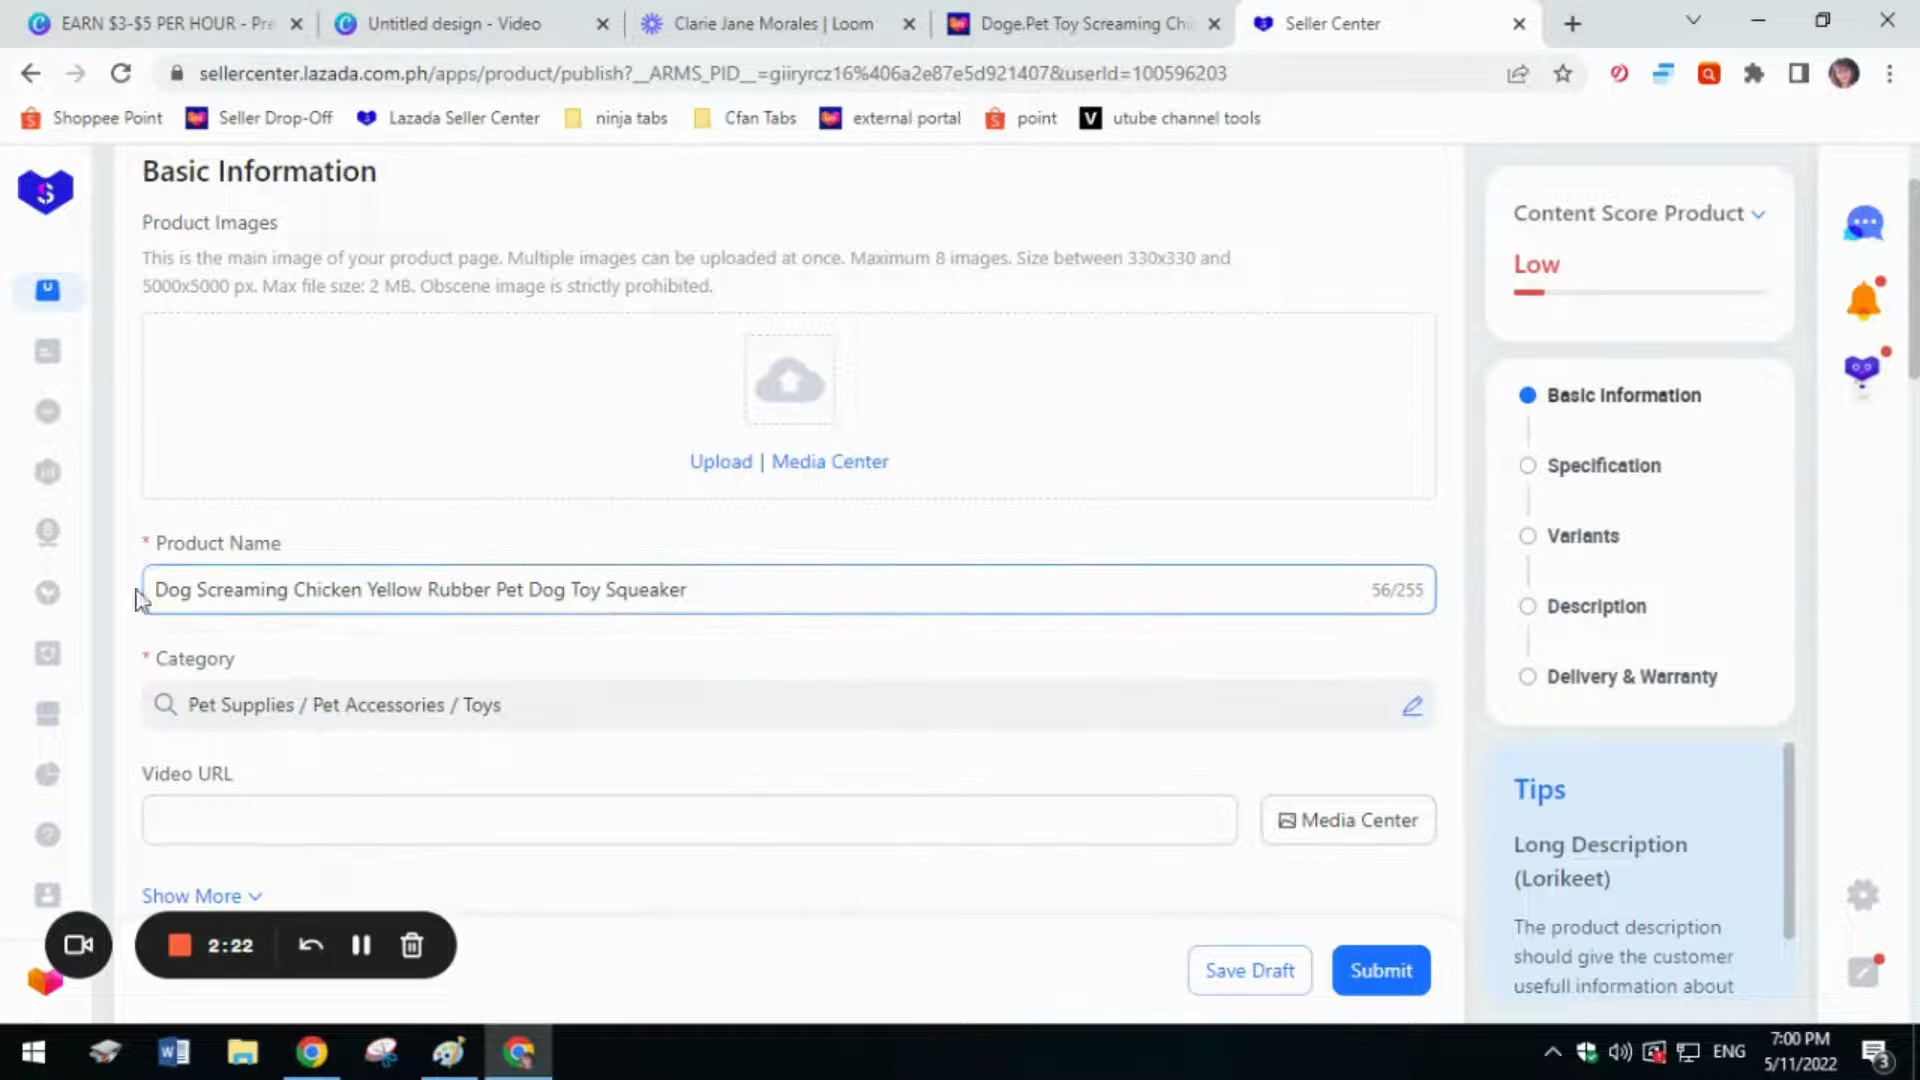 EARN $3-$5 PER HOUR - Pre
Untitled design - Video
Clarie Jane Morales | Loom
Doge.Pet Toy Screaming Chi
Seller Center
sellercenter.lazada.com.ph/apps/product/publish?__ARMS_PID__=giiryrcz16%406a2e87e5d921407&userId=100596203
Shoppee Point
Seller Drop-Off
Lazada Seller Center
ninja tabs
Cfan Tabs
external portal
point
utube channel tools
Basic Information
Product Images
This is the main image of your product page. Multiple images can be uploaded at once. Maximum 8 images. Size between 330x330 and
5000x5000 px. Max file size: 2 MB. Obscene image is strictly prohibited.
Upload | Media Center
* Product Name
Dog Screaming Chicken Yellow Rubber Pet Dog Toy Squeaker
56/255
* Category
Pet Supplies / Pet Accessories / Toys
Video URL
Media Center
Show More
2:22
Save Draft
Submit
Content Score Product
Low
Basic Information
Specification
Variants
Description
Delivery & Warranty
Tips
Long Description
(Lorikeet)
The product description
should give the customer
usefull information about
ENG
7:00 PM
5/11/2022
3